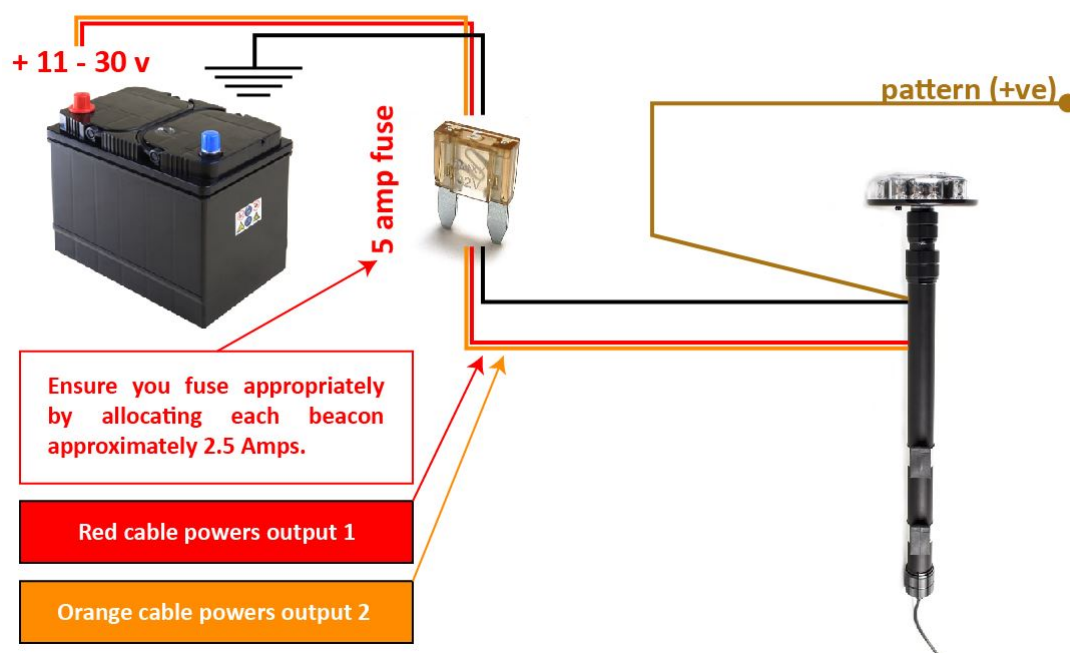 + 11 - 30 v
pattern (+ve)
5 amp fuse
Ensure you fuse appropriately
by allocating each beacon
approximately 2.5 Amps.
Red cable powers output 1
Orange cable powers output 2